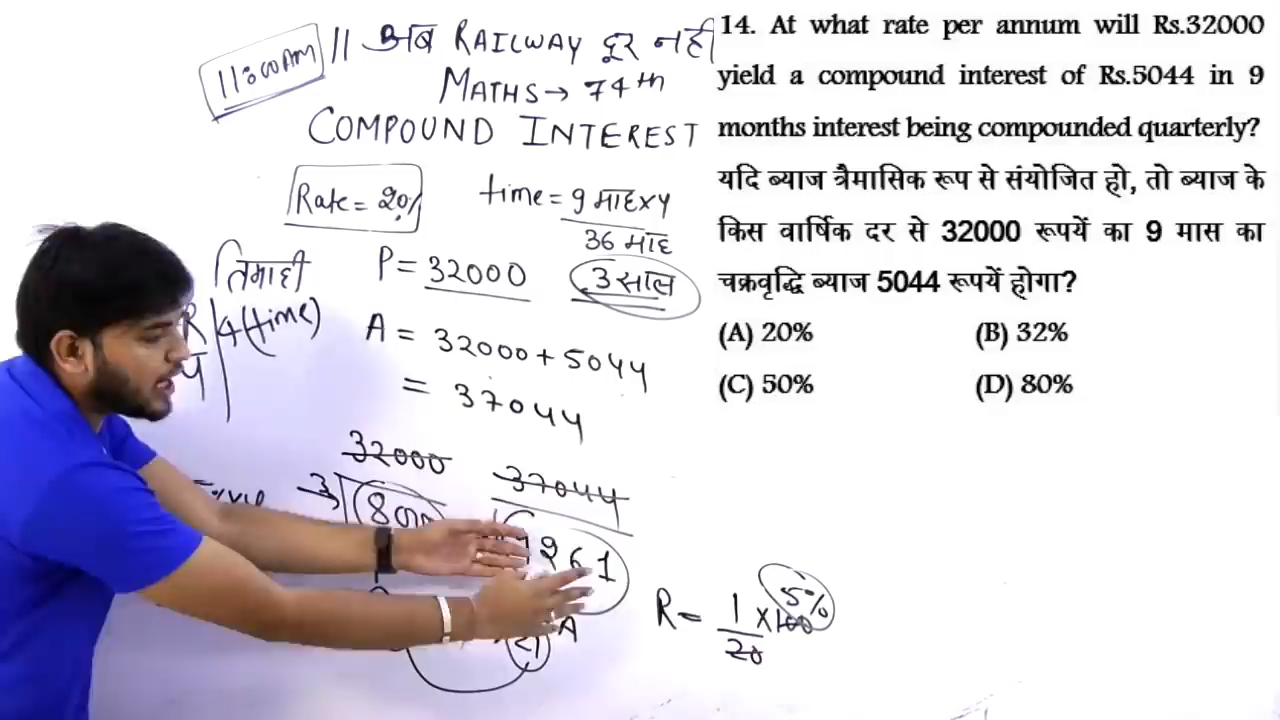 11:00AM
|| अब RAILWAY दूर नही
MATHS → 74th
COMPOUND INTEREST
Rate = 20%
time = 9 माह x 4
36 माह
3 साल
तिमाही
R | 4 (time)
4
P = 32000
A = 32000 + 5044
= 37044
32000
37044
3
800
9261
21
A
R = 1 x 100 5%
20
14. At what rate per annum will Rs.32000
yield a compound interest of Rs.5044 in 9
months interest being compounded quarterly?
यदि ब्याज त्रैमासिक रूप से संयोजित हो, तो ब्याज के
किस वार्षिक दर से 32000 रूपयें का 9 मास का
चक्रवृद्धि ब्याज 5044 रूपयें होगा?
(A) 20%
(B) 32%
(C) 50%
(D) 80%